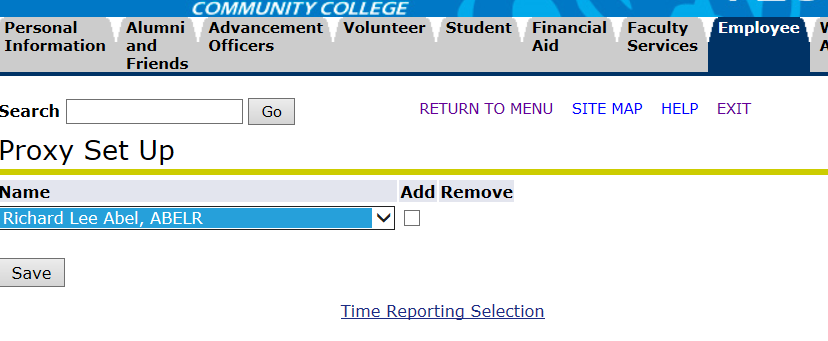 COMMUNITY COLLEGE
Personal Information
Alumni and Friends
Advancement Officers
Volunteer
Student
Financial Aid
Faculty Services
Employee
Search
Go
RETURN TO MENU SITE MAP HELP EXIT
Proxy Set Up
Name Add Remove
Richard Lee Abel, ABELR
Save
Time Reporting Selection